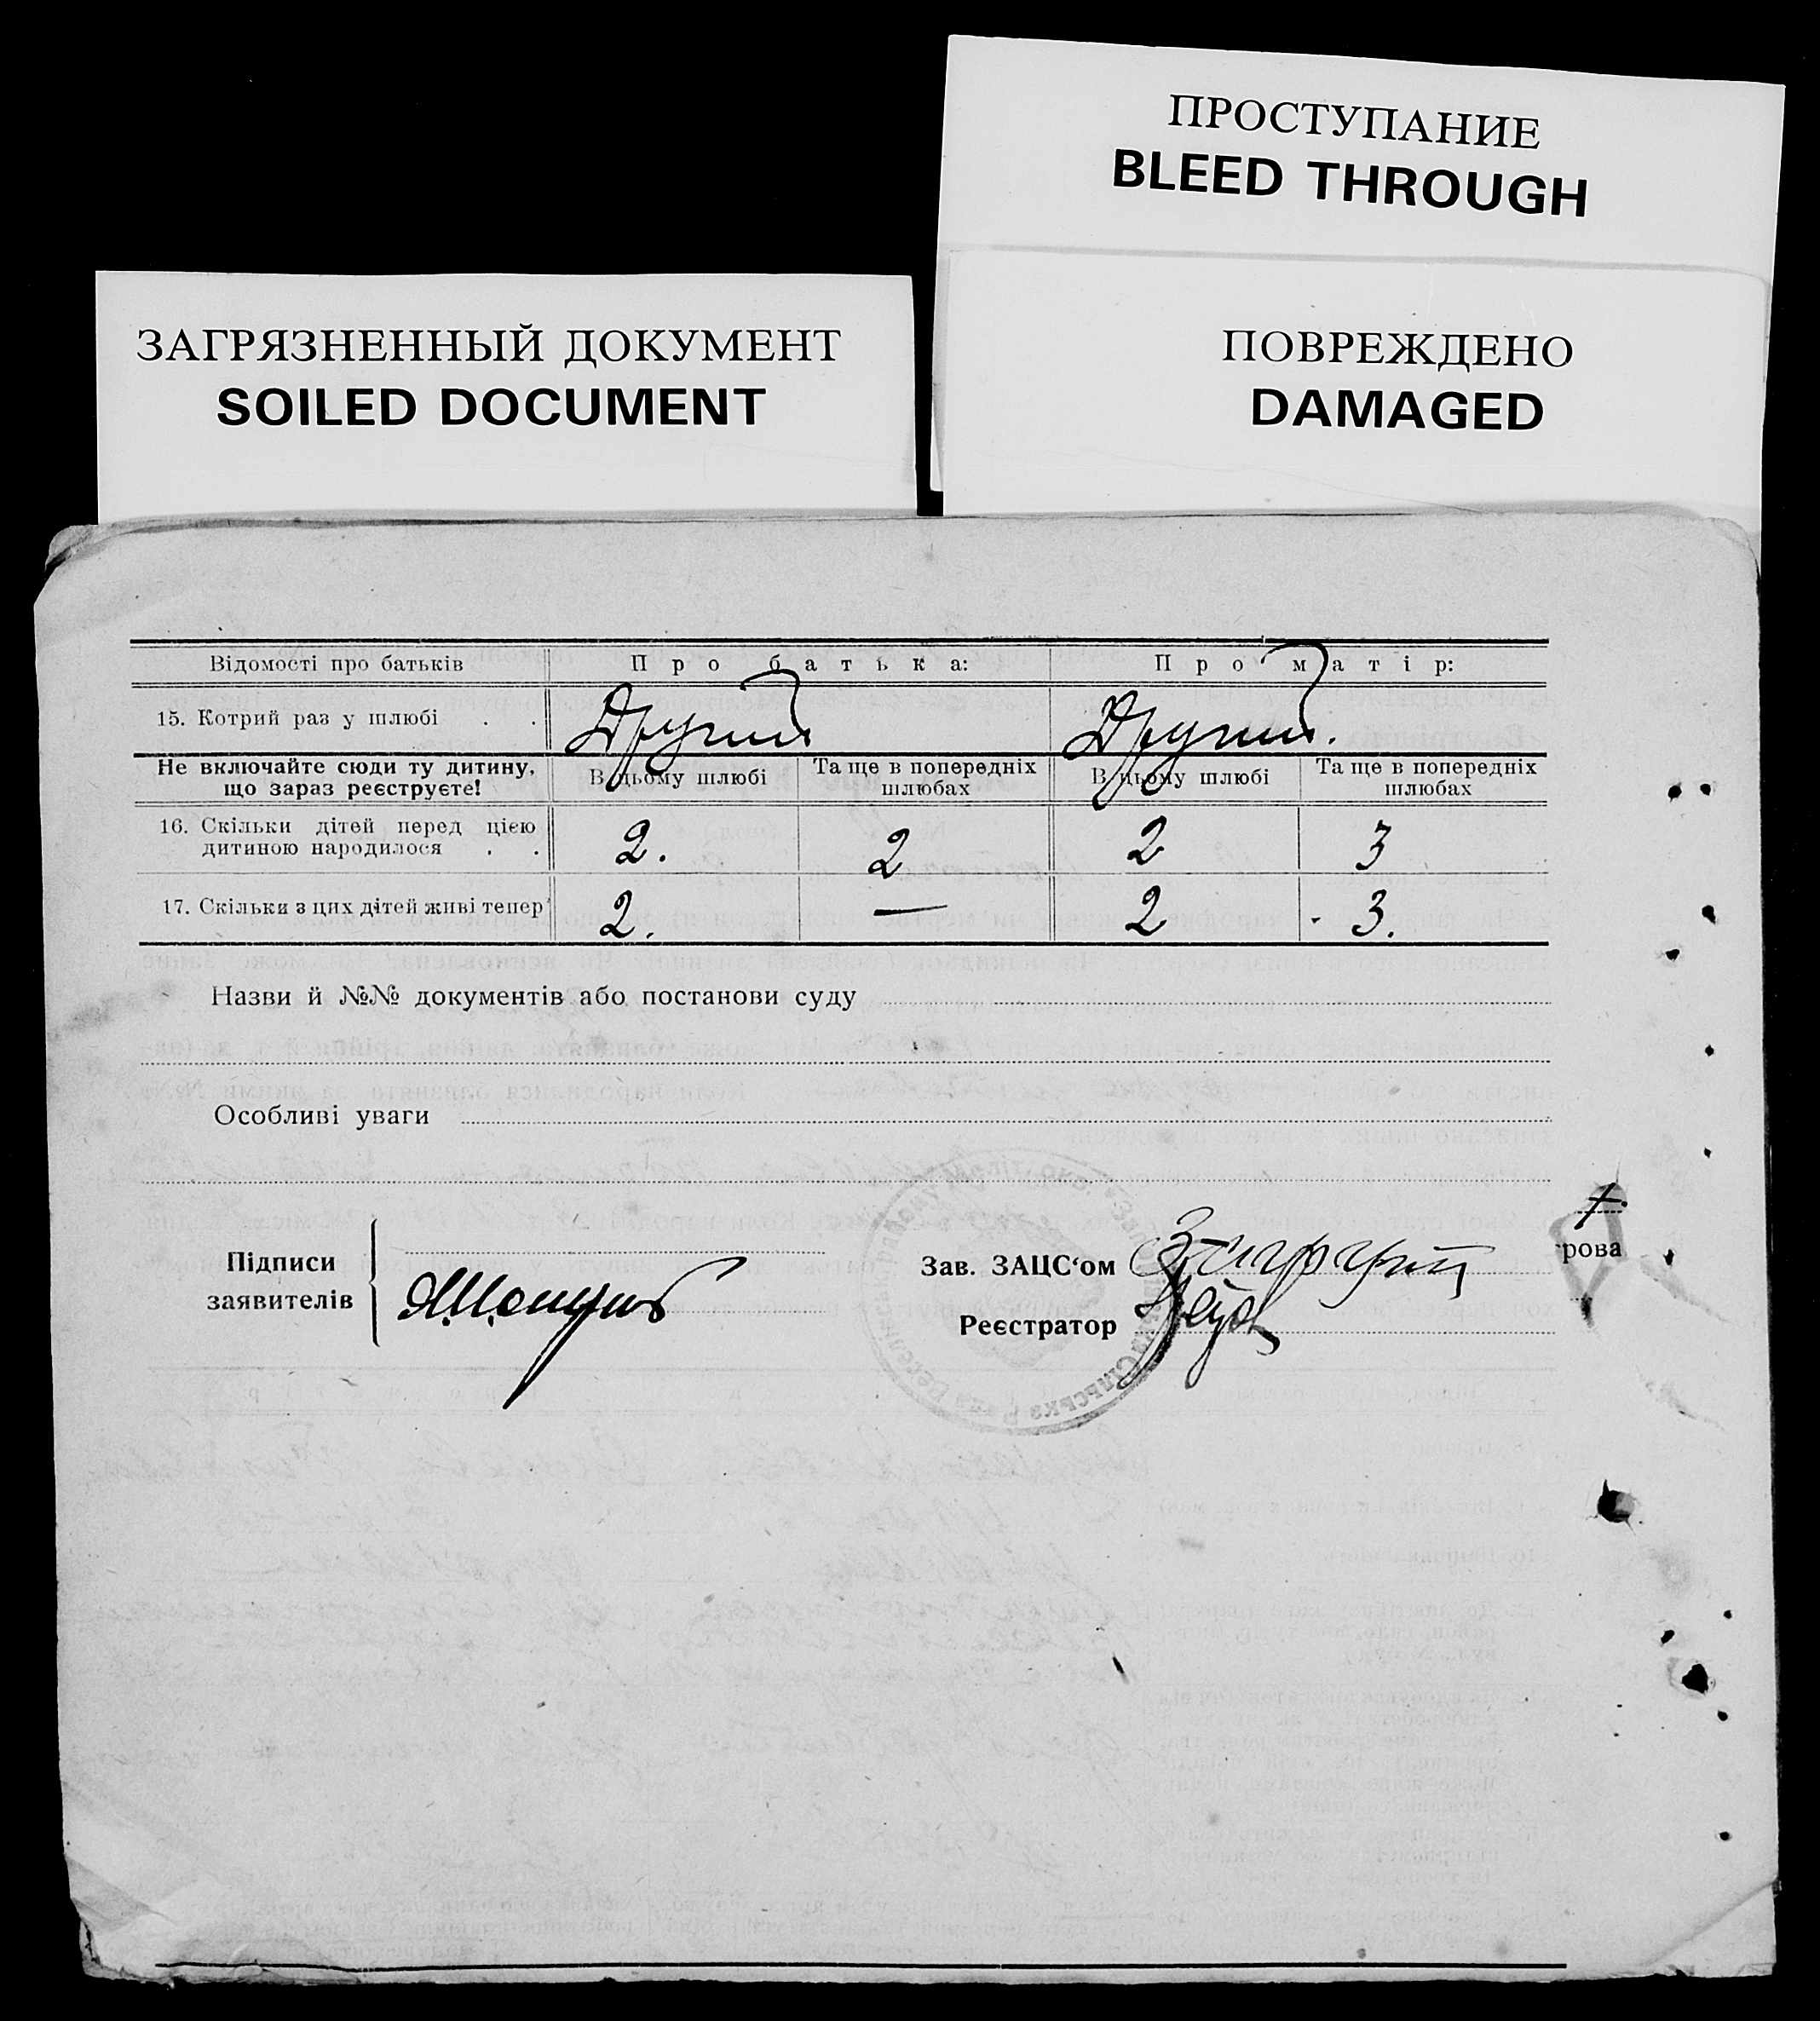 ПРОСТУПАНИЕ
BLEED THROUGH
ЗАГРЯЗНЕННЫЙ ДОКУМЕНТ
SOILED DOCUMENT
ПОВРЕЖДЕНО
DAMAGED
Відомості про батьків Про батька: Про матір:
15. Котрий раз у шлюбі . . Другий Другий.
Не включайте сюди ту дитину, що зараз реєструєте! В цьому шлюбі Та ще в попередніх шлюбах В цьому шлюбі Та ще в попередніх шлюбах
16. Скільки дітей перед цією
дитиною народилося . . 2. 2 2 3
17. Скільки з цих дітей живі тепер 2. — 2 3.
Назви й №№ документів або постанови суду
Особливі уваги
Підписи
заявителів
Зав. ЗАЦС‘ом
Реєстратор
рова